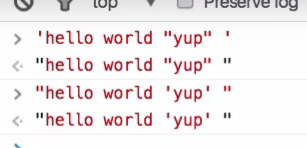 top Preserve log
> 'hello world "yup" '
< "hello world "yup" "
> "hello world 'yup' "
< "hello world 'yup' "
>